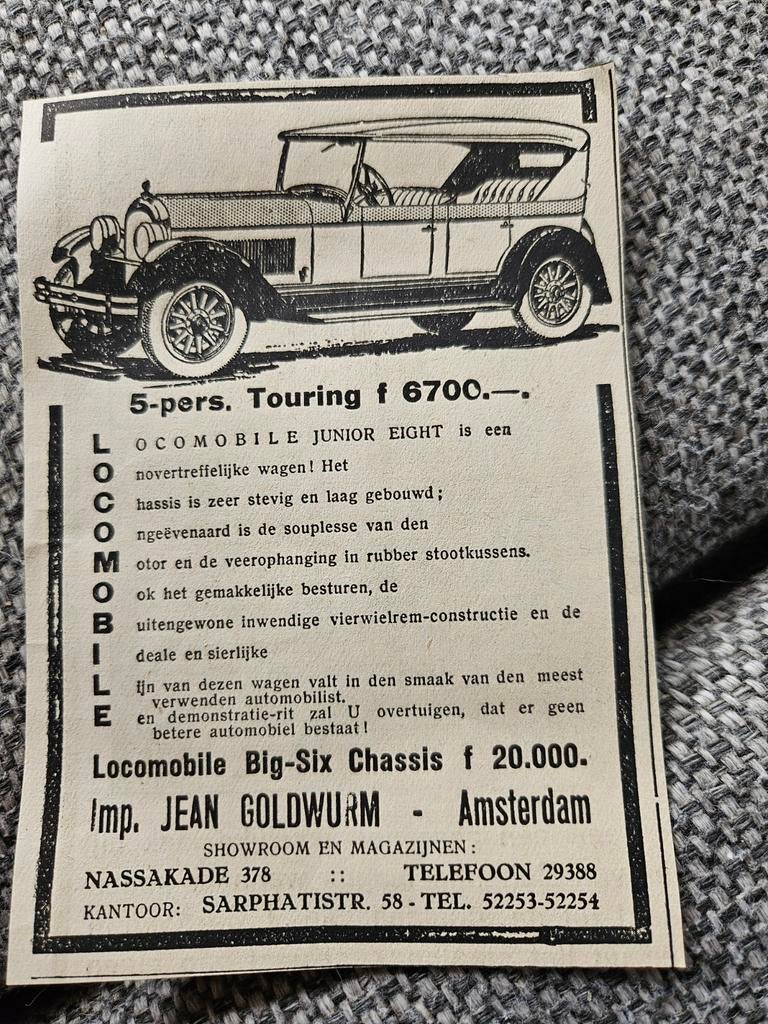 5-pers. Touring f 6700.—.
LOCOMOBILE JUNIOR EIGHT is een
Onovertreffelijke wagen! Het
Chassis is zeer stevig en laag gebouwd;
Ongeëvenaard is de souplesse van den
Motor en de veerophanging in rubber stootkussens.
Ook het gemakkelijke besturen, de
Buitengewone inwendige vierwielrem-constructie en de
Ideale en sierlijke
Lijn van dezen wagen valt in den smaak van den meest
verwenden automobilist.
Een demonstratie-rit zal U overtuigen, dat er geen
betere automobiel bestaat!
Locomobile Big-Six Chassis f 20.000.
Imp. JEAN GOLDWURM - Amsterdam
SHOWROOM EN MAGAZIJNEN:
NASSAKADE 378 :: TELEFOON 29388
KANTOOR: SARPHATISTR. 58 - TEL. 52253-52254